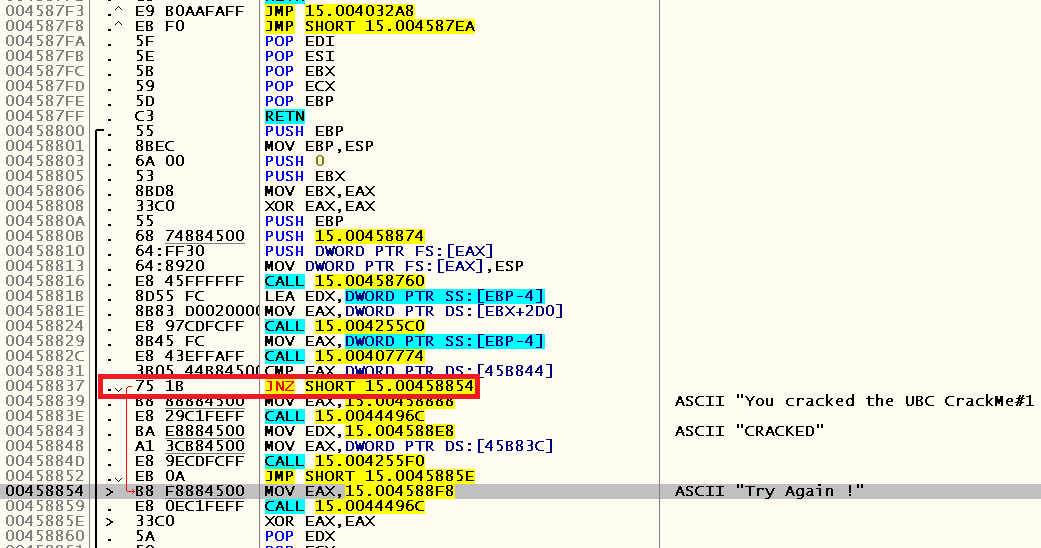 004587F3 .^ E9 B0AAFAFF JMP 15.004032A8
004587F8 .^ EB F0 JMP SHORT 15.004587EA
004587FA . 5F POP EDI
004587FB . 5E POP ESI
004587FC . 5B POP EBX
004587FD . 59 POP ECX
004587FE . 5D POP EBP
004587FF . C3 RETN
00458800 . 55 PUSH EBP
00458801 . 8BEC MOV EBP,ESP
00458803 . 6A 00 PUSH 0
00458805 . 53 PUSH EBX
00458806 . 8BD8 MOV EBX,EAX
00458808 . 33C0 XOR EAX,EAX
0045880A . 55 PUSH EBP
0045880B . 68 74884500 PUSH 15.00458874
00458810 . 64:FF30 PUSH DWORD PTR FS:[EAX]
00458813 . 64:8920 MOV DWORD PTR FS:[EAX],ESP
00458816 . E8 45FFFFFF CALL 15.00458760
0045881B . 8D55 FC LEA EDX,DWORD PTR SS:[EBP-4]
0045881E . 8B83 D0020000 MOV EAX,DWORD PTR DS:[EBX+2D0]
00458824 . E8 97CDFCFF CALL 15.004255C0
00458829 . 8B45 FC MOV EAX,DWORD PTR SS:[EBP-4]
0045882C . E8 43EFFAFF CALL 15.00407774
00458831 . 3B05 44B84500 CMP EAX,DWORD PTR DS:[45B844]
00458837 .v 75 1B JNZ SHORT 15.00458854
00458839 . B8 88884500 MOV EAX,15.00458888 ASCII "You cracked the UBC CrackMe#1
0045883E . E8 29C1FEFF CALL 15.0044496C
00458843 . BA E8884500 MOV EDX,15.004588E8 ASCII "CRACKED"
00458848 . A1 3CB84500 MOV EAX,DWORD PTR DS:[45B83C]
0045884D . E8 9ECDFCFF CALL 15.004255F0
00458852 .v EB 0A JMP SHORT 15.0045885E
00458854 > B8 F8884500 MOV EAX,15.004588F8 ASCII "Try Again !"
00458859 . E8 0EC1FEFF CALL 15.0044496C
0045885E > 33C0 XOR EAX,EAX
00458860 . 5A POP EDX